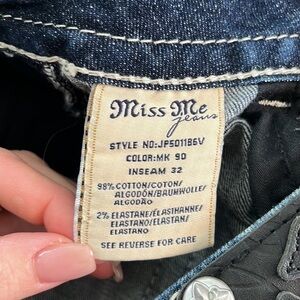 Miss Me
jeans
STYLE NO:JP5011B6V
COLOR:MK 90
INSEAM 32
98% COTTON/COTON/
ALGODÓN/BAUMWOLLE/
ALGODÃO
2% ELASTANE/ÉLASTHANNE/
ELASTANO/ELASTAN/
ELASTANO
SEE REVERSE FOR CARE